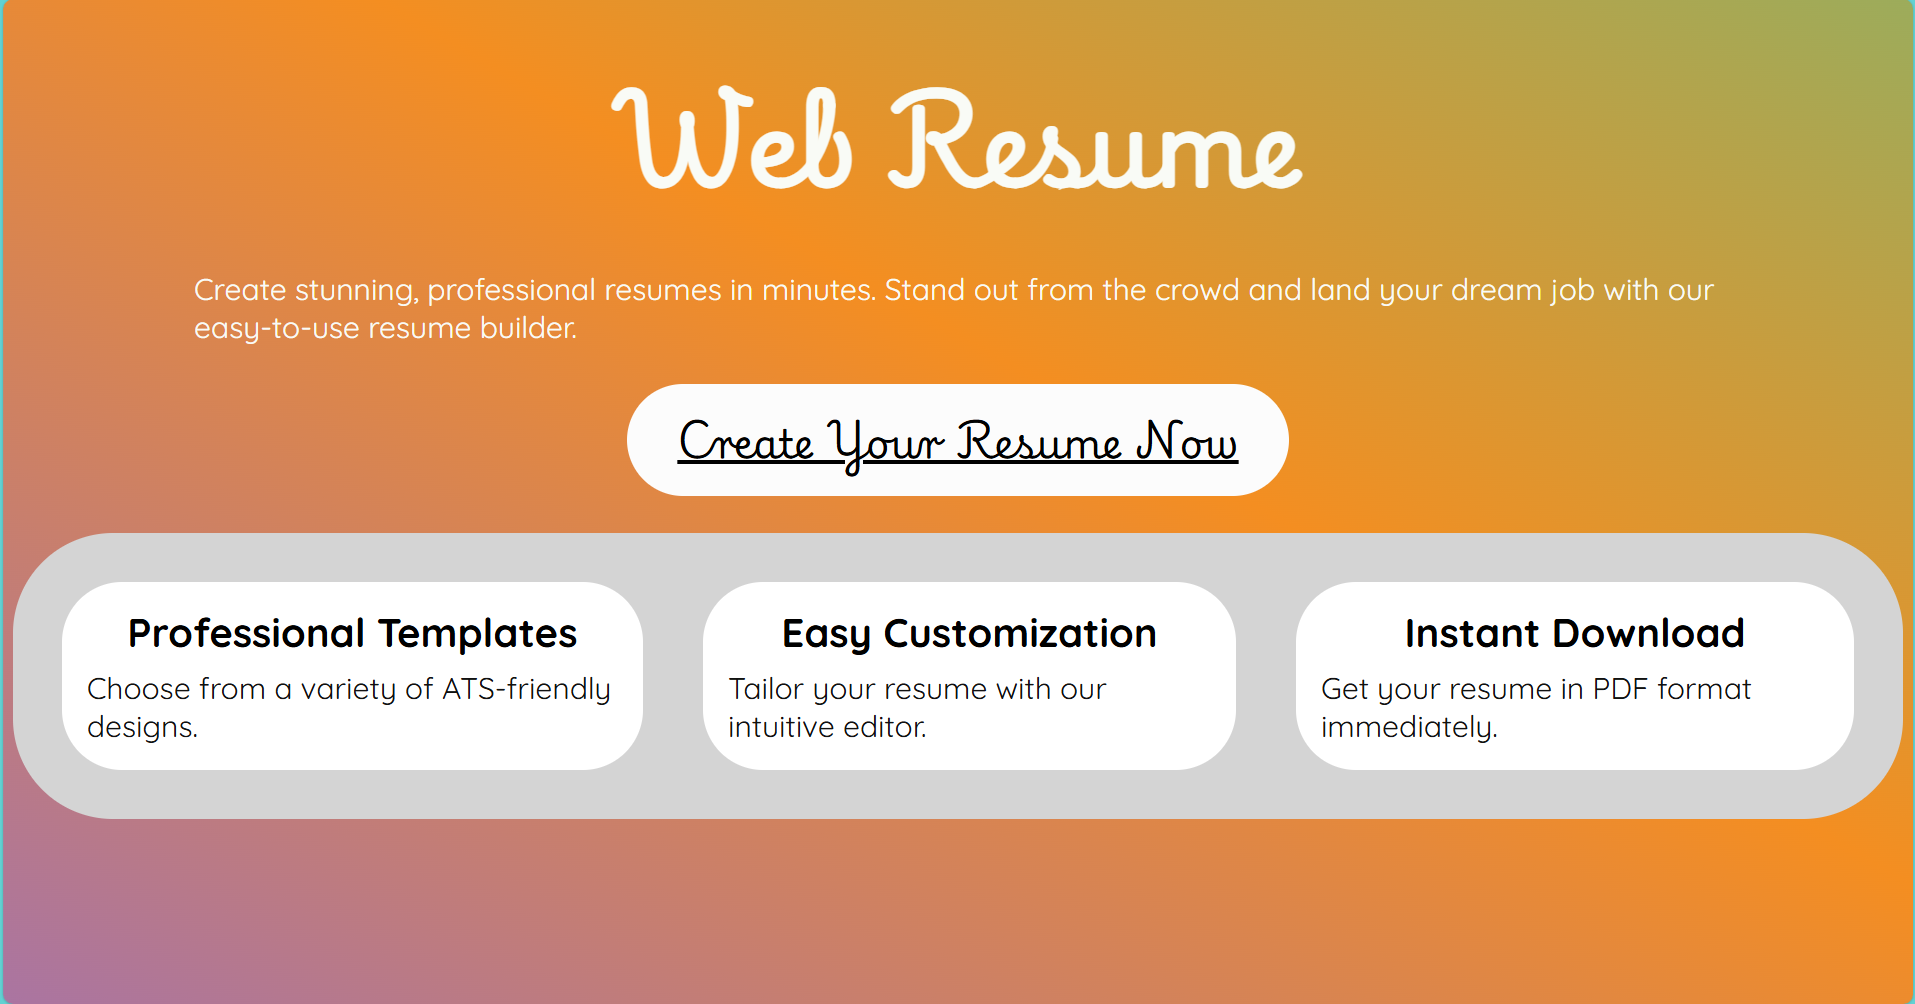 Web Resume
Create stunning, professional resumes in minutes. Stand out from the crowd and land your dream job with our
easy-to-use resume builder.
Create Your Resume Now
Professional Templates
Choose from a variety of ATS-friendly
designs.
Easy Customization
Tailor your resume with our
intuitive editor.
Instant Download
Get your resume in PDF format
immediately.